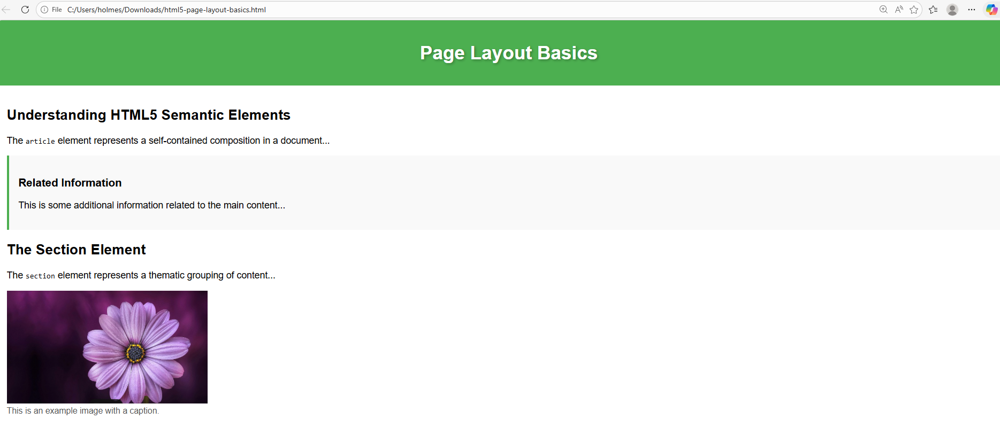 File C:/Users/holmes/Downloads/html5-page-layout-basics.html
Page Layout Basics
Understanding HTML5 Semantic Elements
The article element represents a self-contained composition in a document...
Related Information
This is some additional information related to the main content...
The Section Element
The section element represents a thematic grouping of content...
This is an example image with a caption.